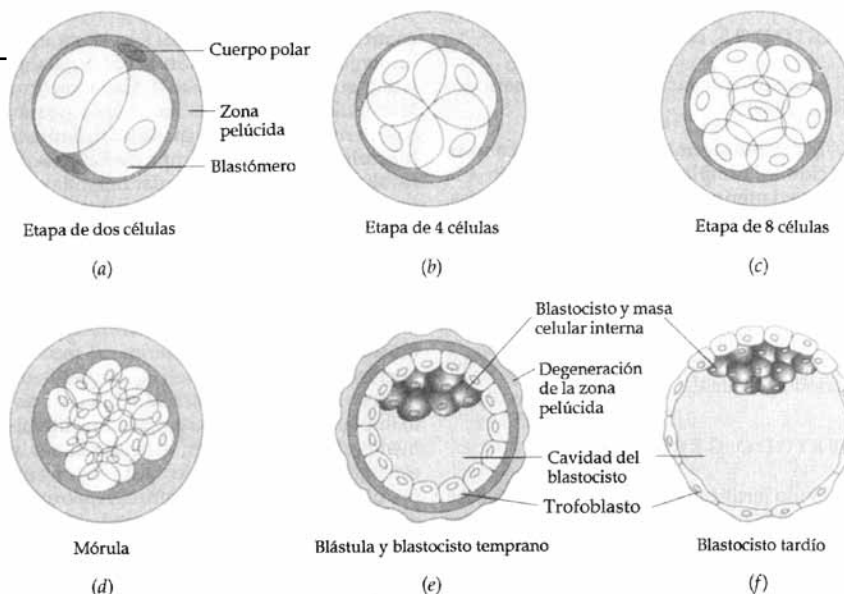 Cuerpo polar
Zona
pelúcida
Blastómero
Etapa de dos células
Etapa de 4 células
Etapa de 8 células
(a)
(b)
(c)
Blastocisto y masa
celular interna
Degeneración
de la zona
pelúcida
Cavidad del
blastocisto
Trofoblasto
Mórula
Blástula y blastocisto temprano
Blastocisto tardío
(d)
(e)
(f)